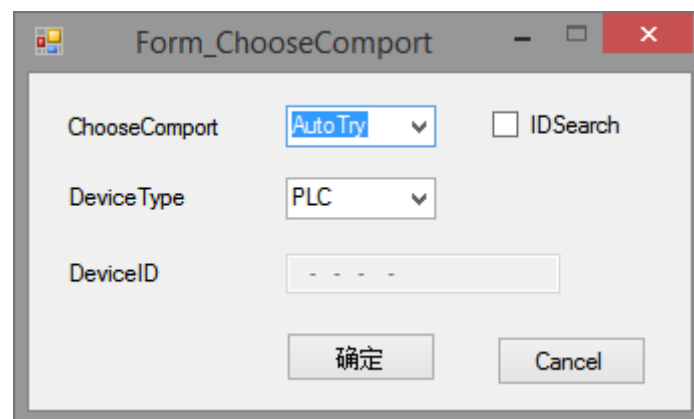 Form_ChooseComport
ChooseComport AutoTry IDSearch
DeviceType PLC
DeviceID - - - -
确定 Cancel